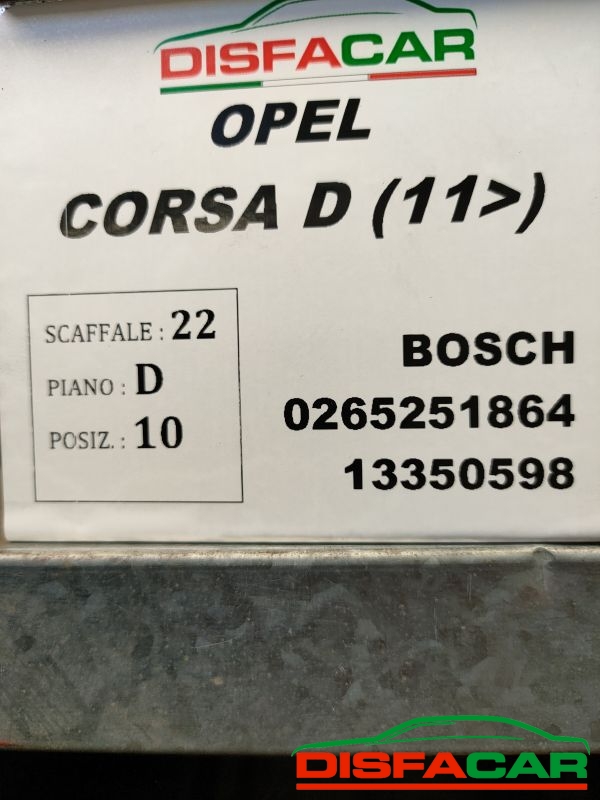 DISFACAR
OPEL
CORSA D (11>)
SCAFFALE : 22
PIANO : D
POSIZ. : 10
BOSCH
0265251864
13350598
DISFACAR